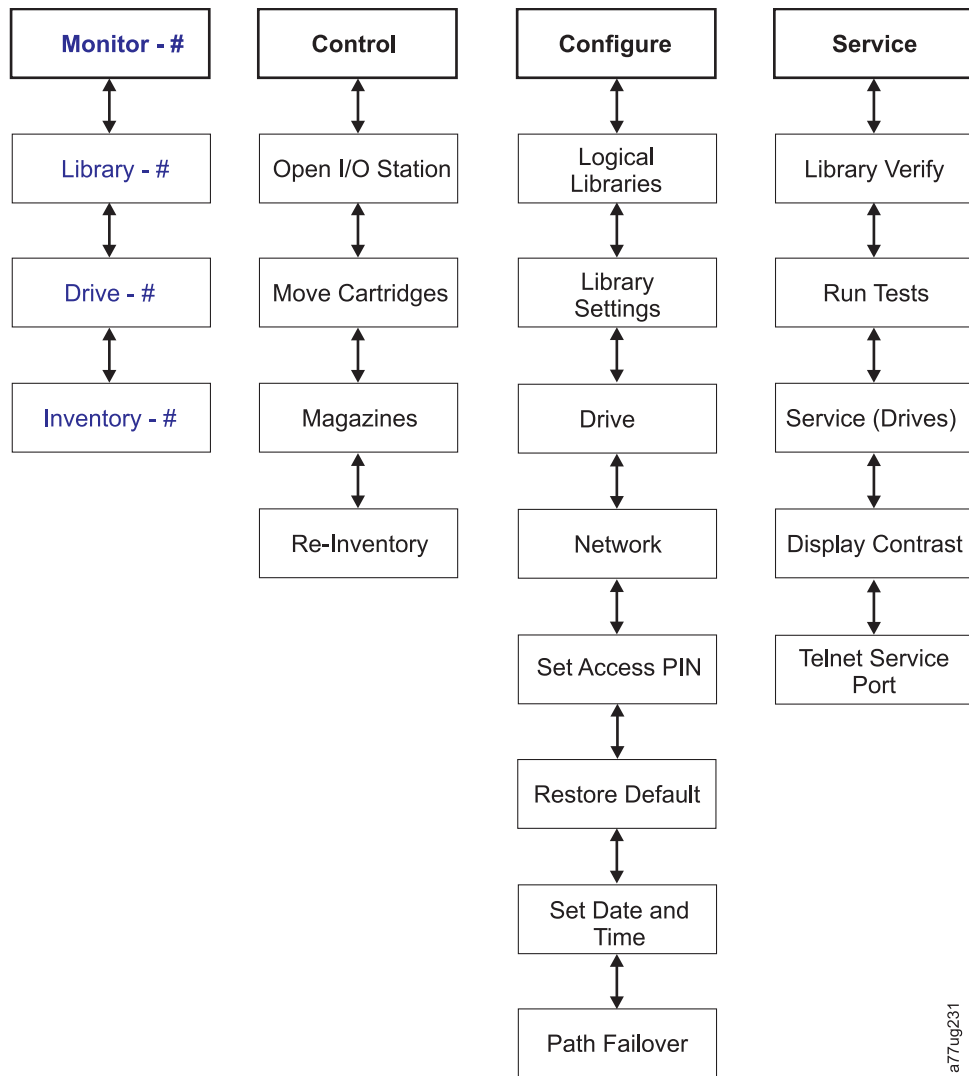 Monitor - #
Library - #
Drive - #
Inventory - #
Control
Open I/O Station
Move Cartridges
Magazines
Re-Inventory
Configure
Logical
Libraries
Library
Settings
Drive
Network
Set Access PIN
Restore Default
Set Date and
Time
Path Failover
Service
Library Verify
Run Tests
Service (Drives)
Display Contrast
Telnet Service
Port
a77ug231